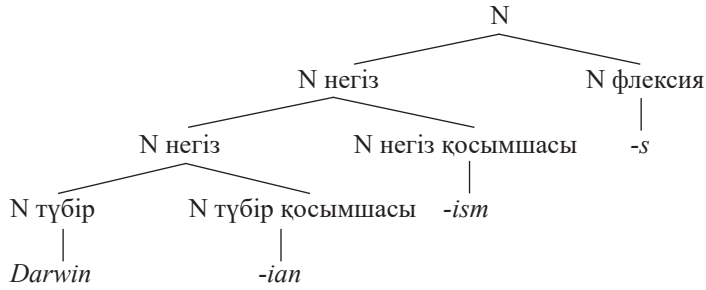 N
N негіз N флексия
N негіз N негіз қосымшасы -s
N түбір N түбір қосымшасы -ism
Darwin -ian